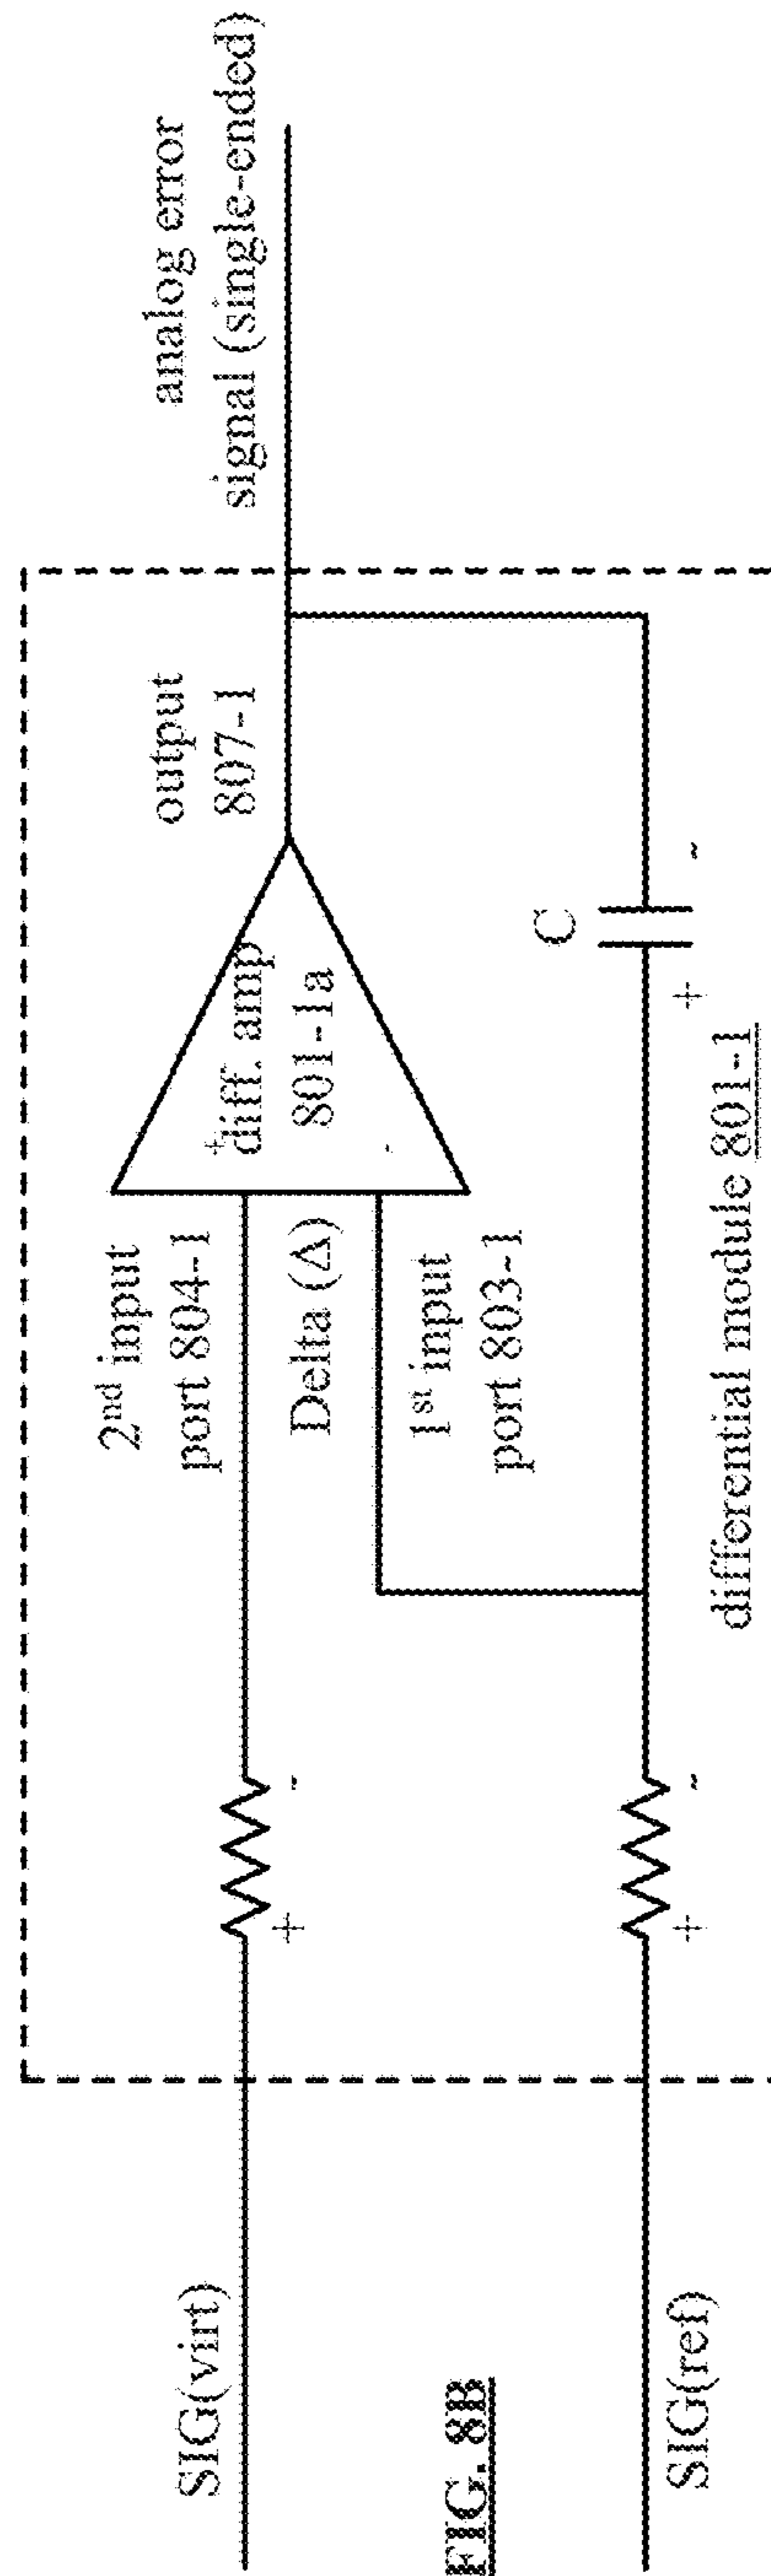 analog error
signal (single-ended)
output
807-1
+
diff. amp
801-1a
-
2nd input
port 804-1
Delta (Δ)
1st input
port 803-1
C
+ -
+ -
+ -
SIG(virt)
SIG(ref)
differential module 801-1
FIG. 8B